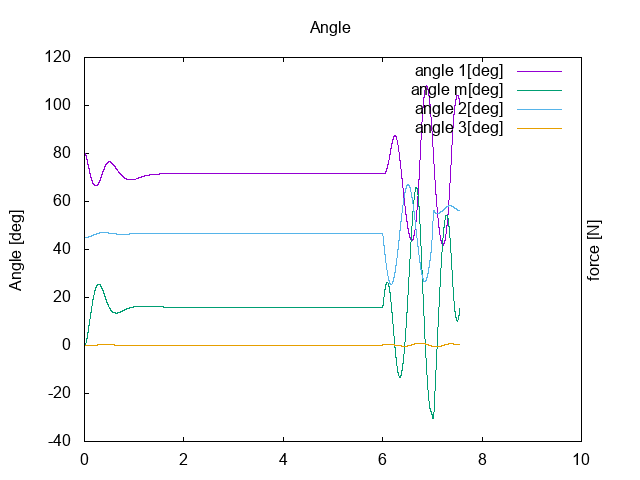 Angle
120
100
80
60
40
20
0
-20
-40
0 2 4 6 8 10
Angle [deg]
force [N]
angle 1[deg]
angle m[deg]
angle 2[deg]
angle 3[deg]